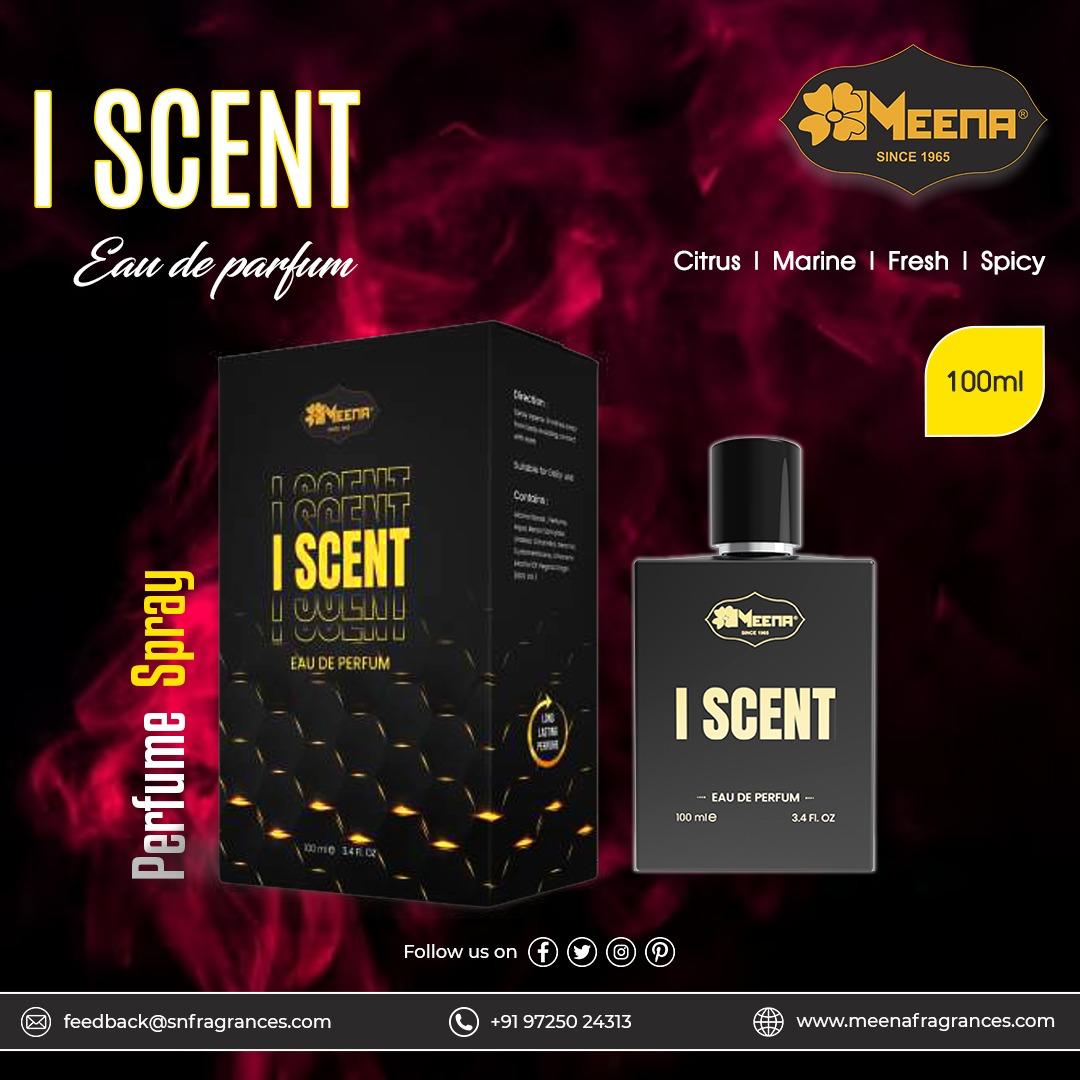 I SCENT
Eau de parfum
MEENA®
SINCE 1965
Citrus | Marine | Fresh | Spicy
100ml
Perfume Spray
MEENA
I SCENT
I SCENT
I SCENT
I SCENT
I SCENT
EAU DE PERFUM
100 ml e 3.4 Fl. OZ
Direction :
Suitable for Daily use
Contains :
LONG
LASTING
PERFUME
MEENA®
SINCE 1965
I SCENT
EAU DE PERFUM
100 ml e 3.4 Fl. OZ
Follow us on
feedback@snfragrances.com
+91 97250 24313
www.meenafragrances.com